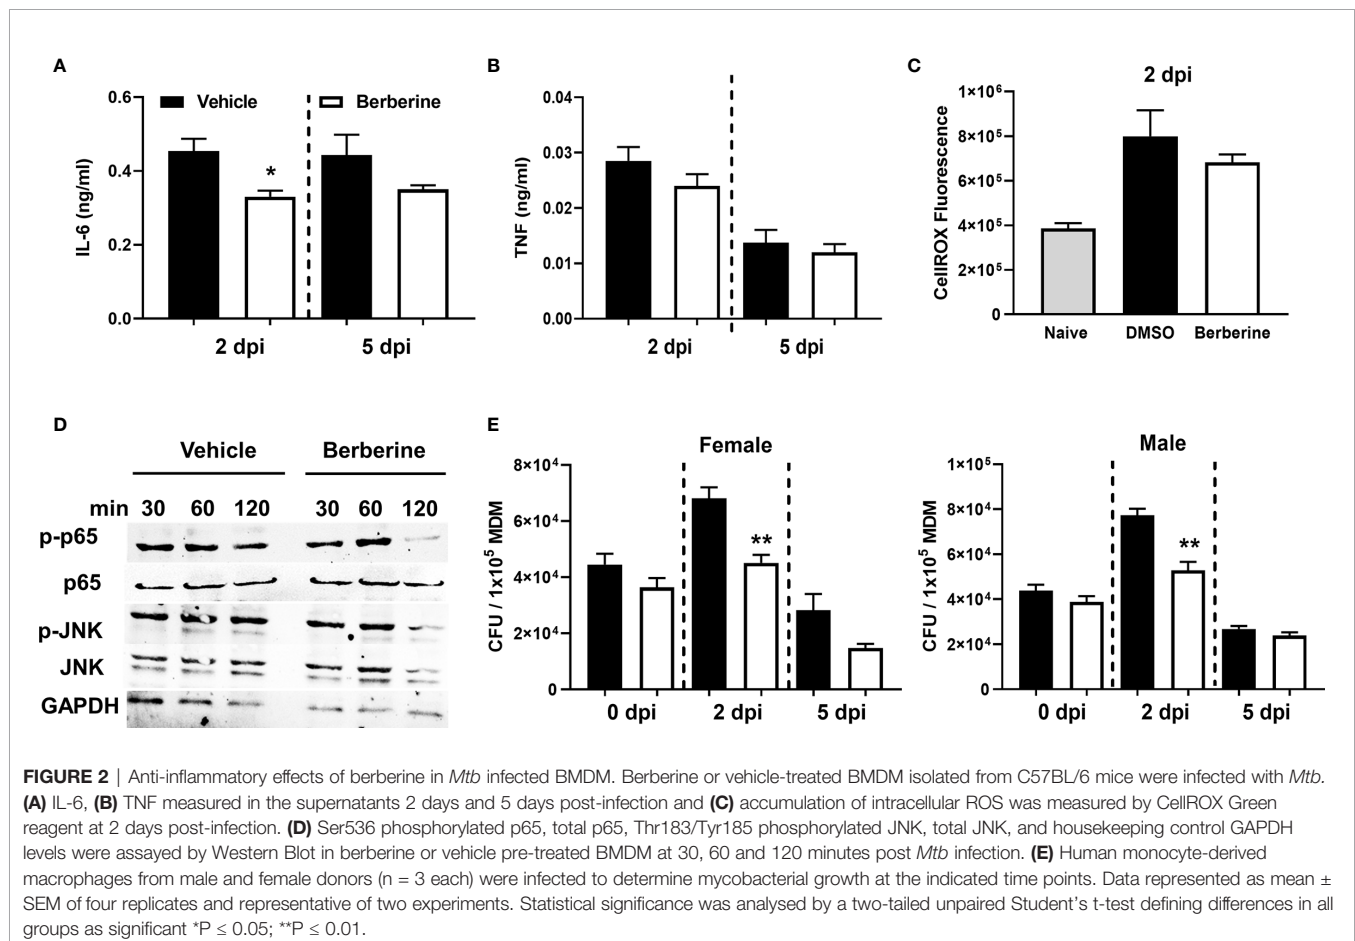 A
0.6
0.4
0.2
0.0
IL-6 (ng/ml)
Vehicle
Berberine
*
2 dpi
5 dpi
B
0.04
0.03
0.02
0.01
0.00
TNF (ng/ml)
2 dpi
5 dpi
C
2 dpi
1×10⁶
8×10⁵
6×10⁵
4×10⁵
2×10⁵
0
CellROX Fluorescence
Naive DMSO Berberine
D
Vehicle Berberine
min 30 60 120 30 60 120
p-p65
p65
p-JNK
JNK
GAPDH
E
Female
8×10⁴
6×10⁴
4×10⁴
2×10⁴
0
CFU / 1x10⁵ MDM
**
0 dpi 2 dpi 5 dpi
Male
1×10⁵
8×10⁴
6×10⁴
4×10⁴
2×10⁴
0
CFU / 1x10⁵ MDM
**
0 dpi 2 dpi 5 dpi
FIGURE 2 | Anti-inflammatory effects of berberine in Mtb infected BMDM. Berberine or vehicle-treated BMDM isolated from C57BL/6 mice were infected with Mtb.
(A) IL-6, (B) TNF measured in the supernatants 2 days and 5 days post-infection and (C) accumulation of intracellular ROS was measured by CellROX Green
reagent at 2 days post-infection. (D) Ser536 phosphorylated p65, total p65, Thr183/Tyr185 phosphorylated JNK, total JNK, and housekeeping control GAPDH
levels were assayed by Western Blot in berberine or vehicle pre-treated BMDM at 30, 60 and 120 minutes post Mtb infection. (E) Human monocyte-derived
macrophages from male and female donors (n = 3 each) were infected to determine mycobacterial growth at the indicated time points. Data represented as mean ±
SEM of four replicates and representative of two experiments. Statistical significance was analysed by a two-tailed unpaired Student's t-test defining differences in all
groups as significant *P ≤ 0.05; **P ≤ 0.01.